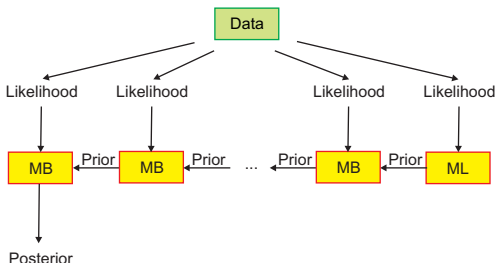 Data
Likelihood Likelihood Likelihood Likelihood
MB Prior MB Prior ... Prior MB Prior ML
Posterior